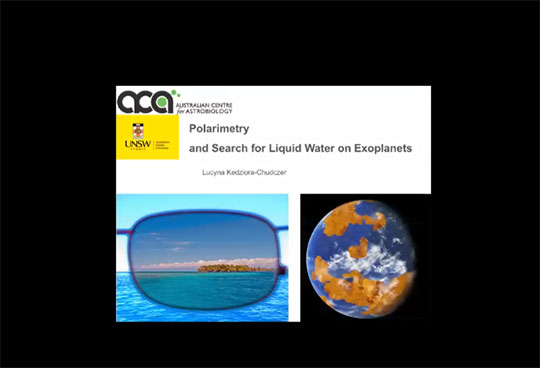 aca AUSTRALIAN CENTRE
for ASTROBIOLOGY
UNSW
Polarimetry
and Search for Liquid Water on Exoplanets
Lucyna Kedziora-Chudczer